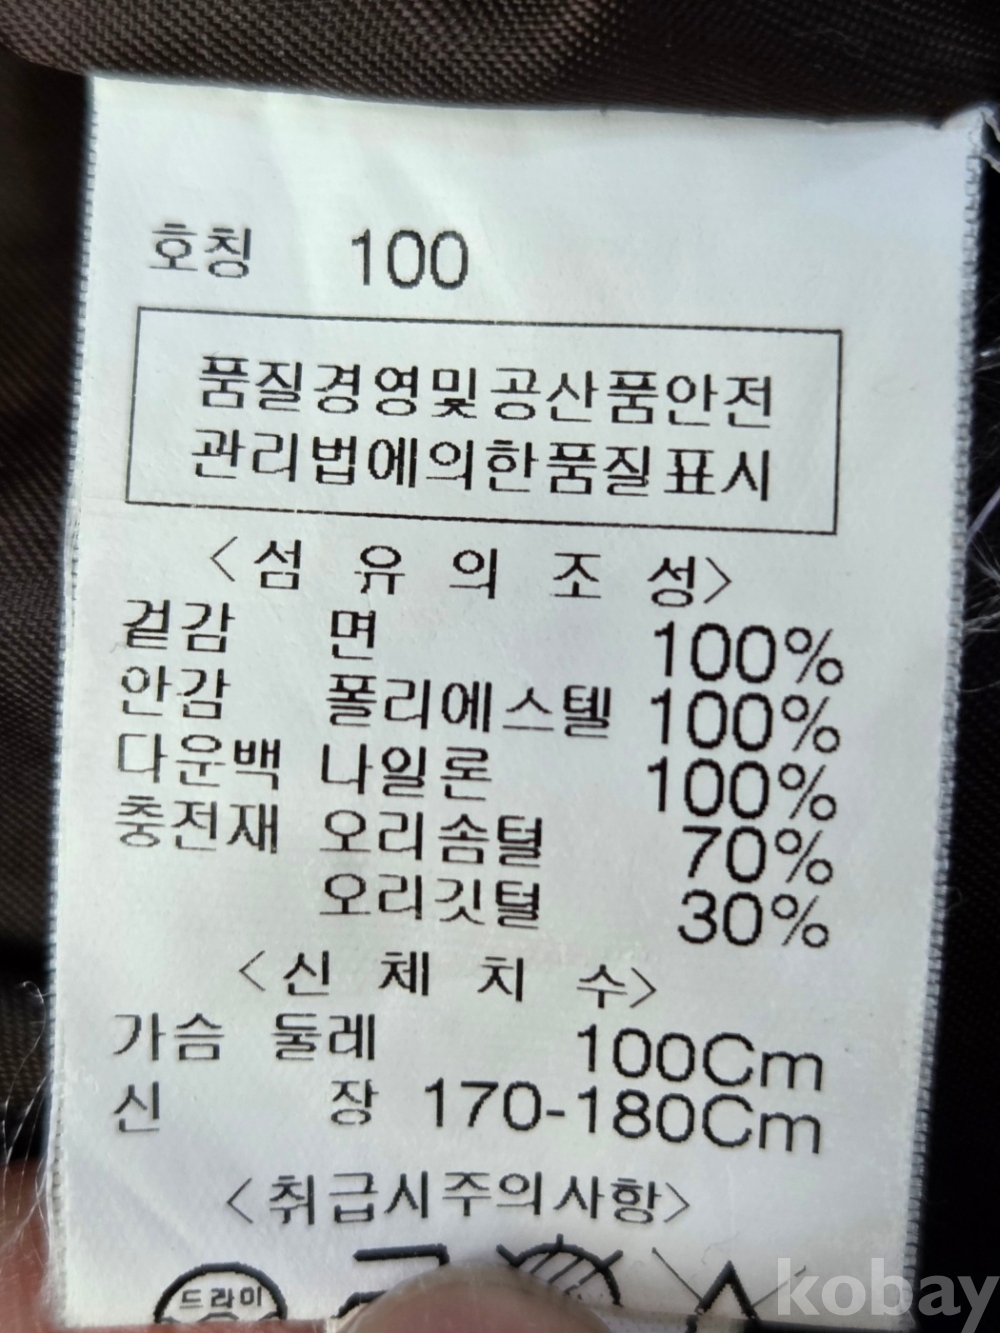 호칭 100
품질경영및공산품안전
관리법에의한품질표시
<섬 유 의 조 성>
겉감 면 100%
안감 폴리에스텔 100%
다운백 나일론 100%
충전재 오리솜털 70%
오리깃털 30%
<신 체 치 수>
가슴 둘레 100Cm
신 장 170-180Cm
<취급시주의사항>
드라이
kobay